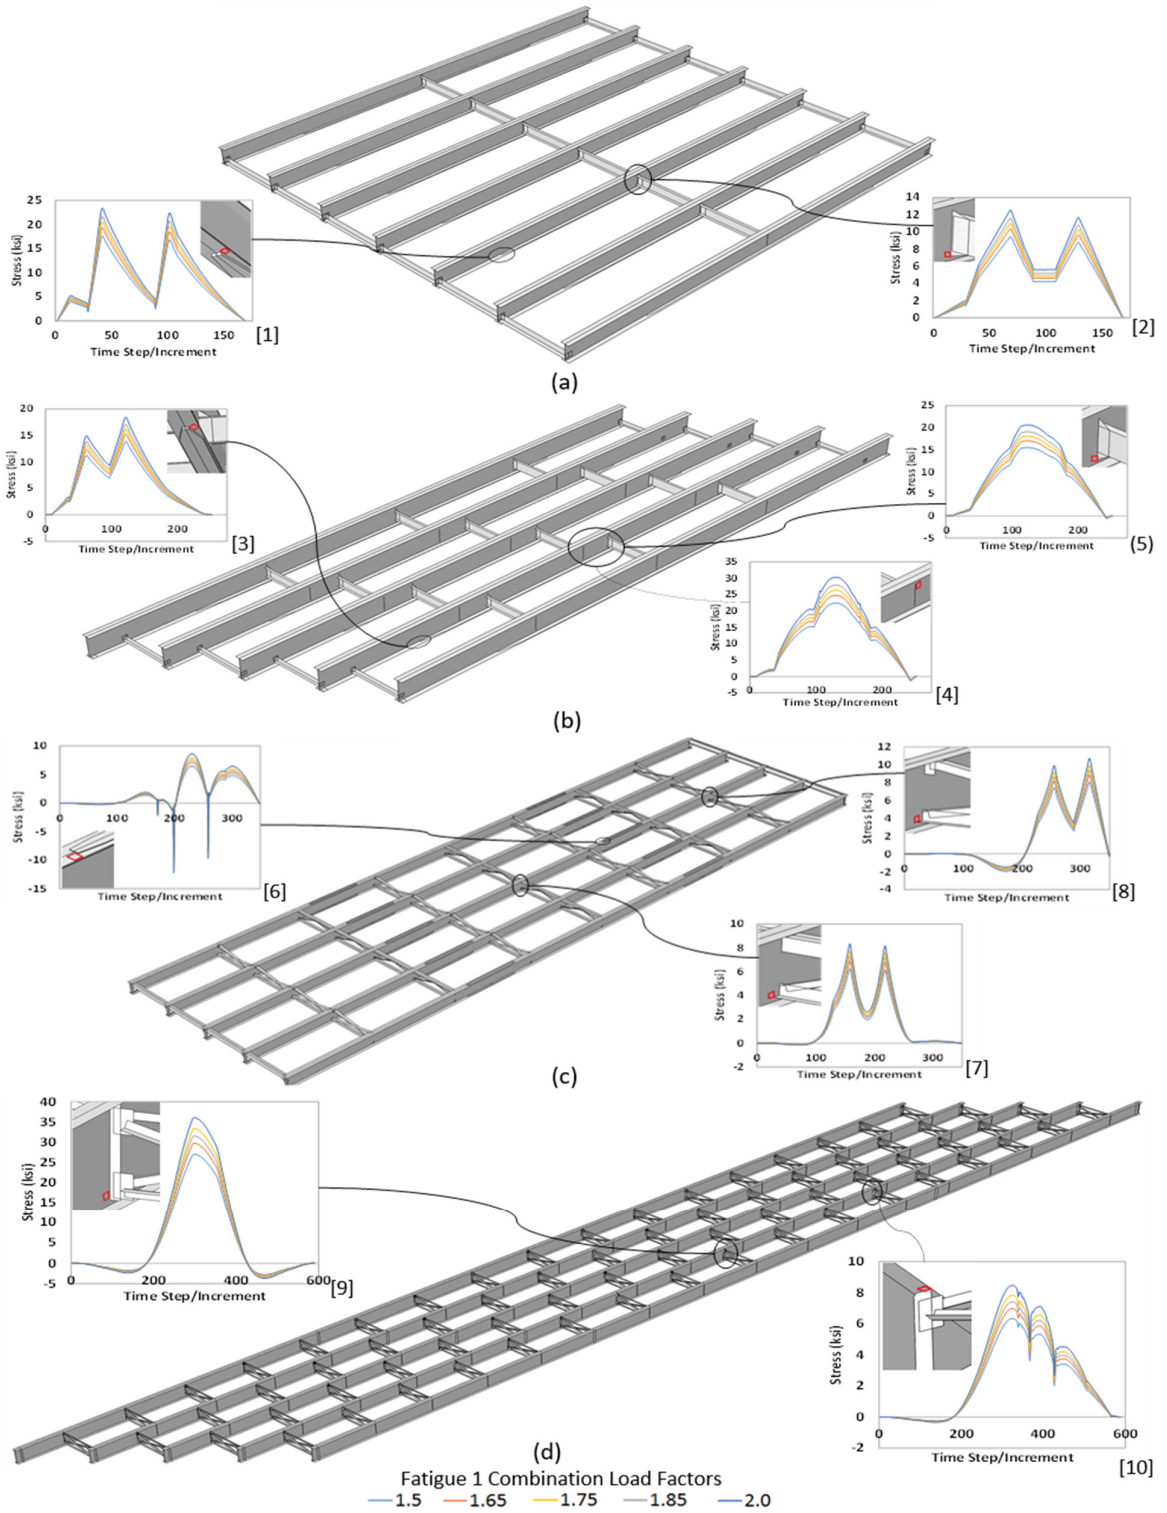 25
20
15
10
5
0
Stress (ksi)
0 50 100 150
Time Step/Increment
[1]
14
12
10
8
6
4
2
0
Stress (ksi)
0 50 100 150
Time Step/Increment
[2]
(a)
20
15
10
5
0
-5
Stress (ksi)
0 100 200
Time Step/Increment
[3]
25
20
15
10
5
0
-5
Stress (ksi)
0 200
Time Step/Increment
(5)
35
30
25
20
15
10
5
0
-5
Stress (ksi)
0 100 200
Time Step/Increment
[4]
(b)
10
5
0
-5
-10
-15
Stress (ksi)
0 100 200 300
Time Step/Increment
[6]
12
10
8
6
4
2
0
-2
-4
Stress (ksi)
0 100 200 300
Time Step/Increment
[8]
10
8
6
4
2
0
-2
Stress (ksi)
0 100 200 300
Time Step/Increment
[7]
(c)
40
35
30
25
20
15
10
5
0
-5
Stress (ksi)
0 200 400 600
Time Step/Increment
[9]
10
8
6
4
2
0
-2
Stress (ksi)
0 200 400 600
Time Step/Increment
[10]
(d)
Fatigue 1 Combination Load Factors
1.5 1.65 1.75 1.85 2.0